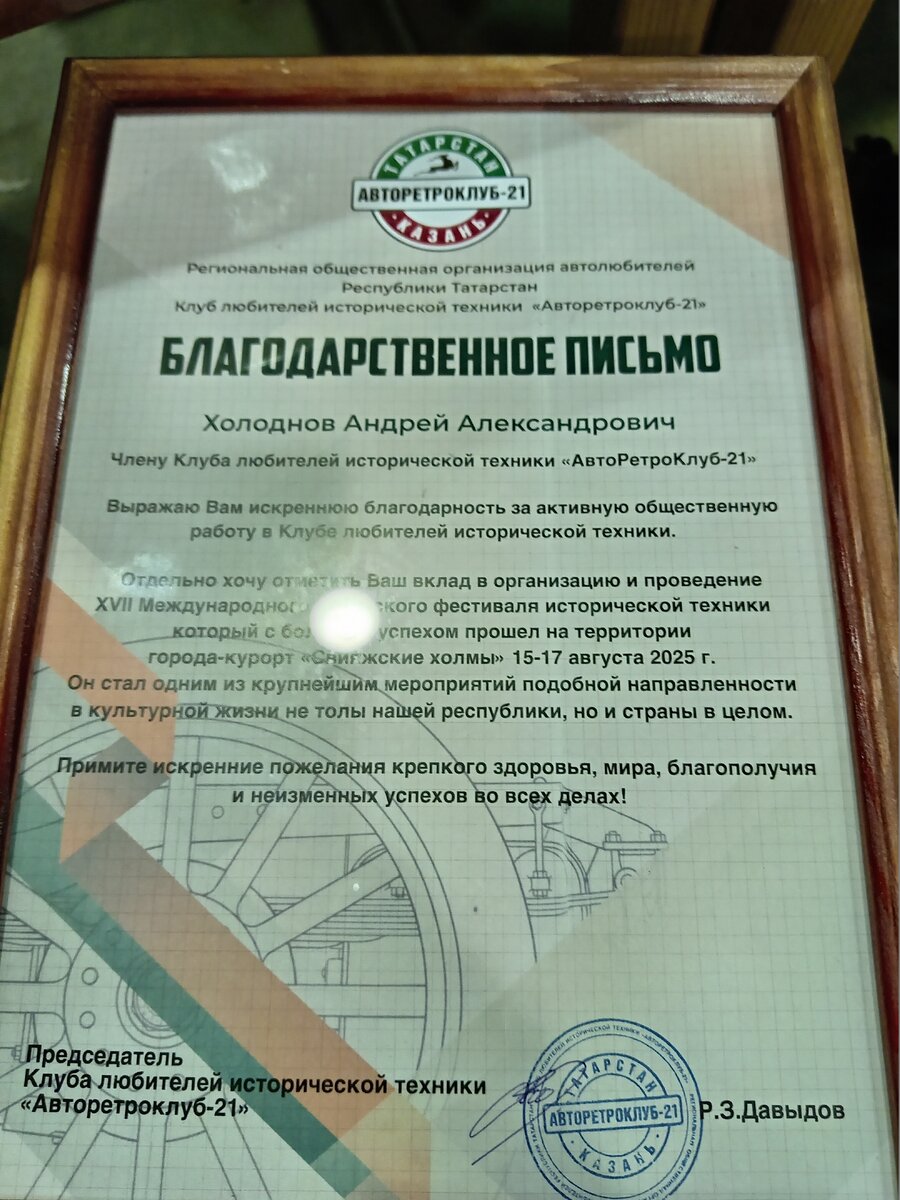 ТАТАРСТАН
АВТОРЕТРОКЛУБ-21
КАЗАНЬ
Региональная общественная организация автолюбителей
Республики Татарстан
Клуб любителей исторической техники «Авторетроклуб-21»
БЛАГОДАРСТВЕННОЕ ПИСЬМО
Холоднов Андрей Александрович
Члену Клуба любителей исторической техники «АвтоРетроКлуб-21»
Выражаю Вам искреннюю благодарность за активную общественную
работу в Клубе любителей исторической техники.
Отдельно хочу отметить Ваш вклад в организацию и проведение
XVII фестиваля исторической техники
который с успехом прошел на территории
города-курорт «Свияжские холмы» 15-17 августа 2025 г.
Он стал одним из крупнейшим мероприятий подобной направленности
в культурной жизни не толы нашей республики, но и страны в целом.
Примите искренние пожелания крепкого здоровья, мира, благополучия
и неизменных успехов во всех делах!
Председатель
Клуба любителей исторической техники
«Авторетроклуб-21»
Р.З.Давыдов
ТАТАРСТАН
АВТОРЕТРОКЛУБ-21
КАЗАНЬ